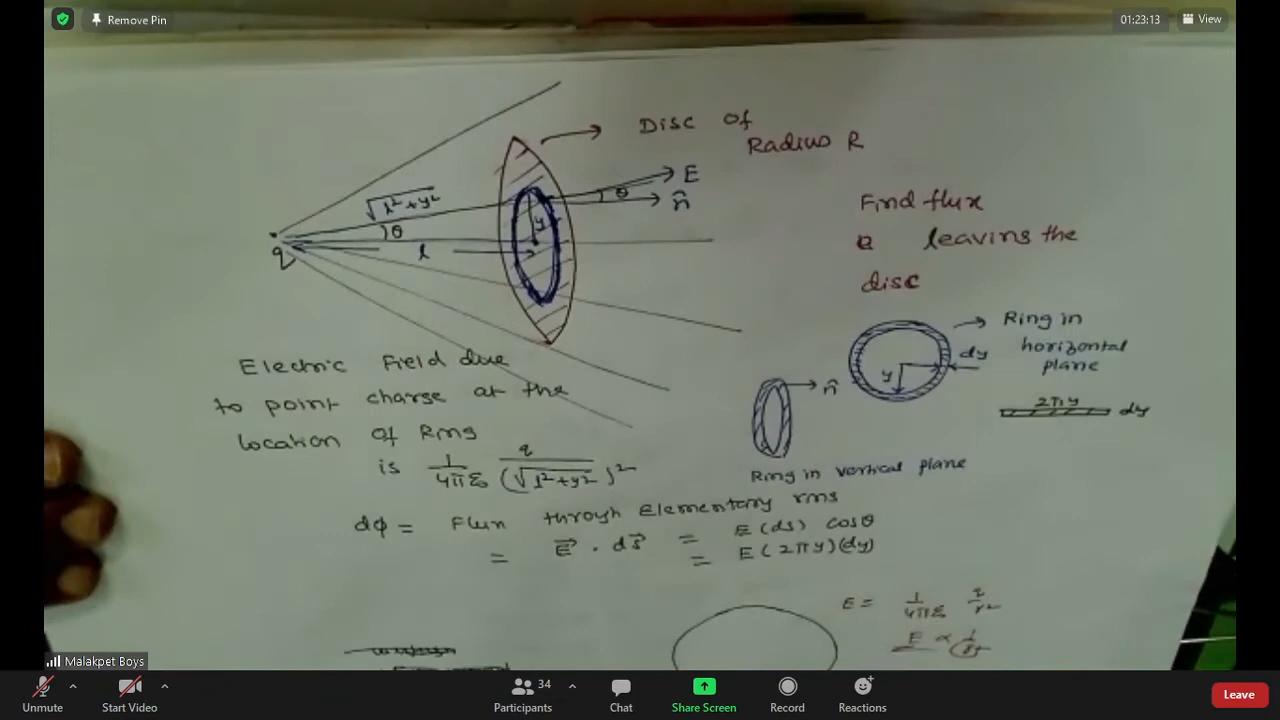 Remove Pin
01:23:13
View
Disc of
Radius R
E
θ
n̂
√l²+y²
θ
y
q
l
Find flux
leaving the
disc
Ring in
horizontal
plane
dy
y
2πy
dy
n̂
Ring in vertical plane
Electric Field due
to point charge at the
location of Ring
is 1/4πε₀ q/(√l²+y²)²
dφ = Flux through Elementary ring
= E⃗ . ds⃗ = E(ds) cosθ
= E(2πy)(dy)
E = 1/4πε₀ q/r²
Malakpet Boys
Unmute
Start Video
34
Participants
Chat
Share Screen
Record
Reactions
Leave